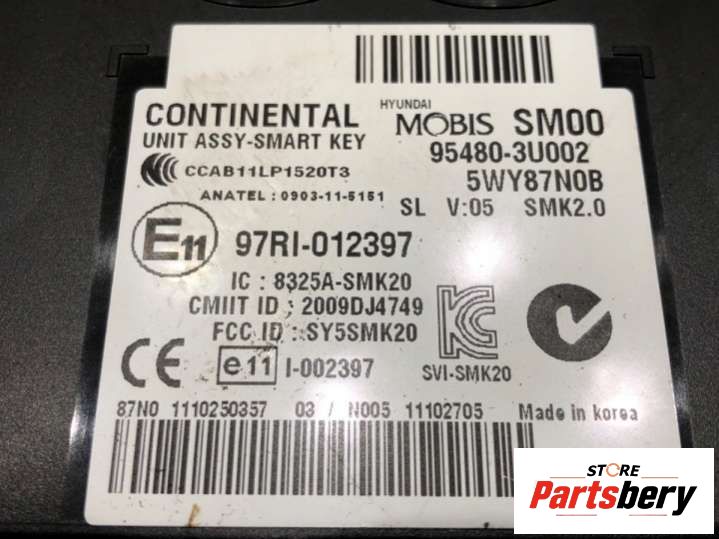 CONTINENTAL HYUNDAI MOBIS SM00
UNIT ASSY-SMART KEY 95480-3U002
CCAB11LP1520T3 5WY87N0B
ANATEL : 0903-11-5151 SL V:05 SMK2.0
E11 97RI-012397
IC : 8325A-SMK20
CMIIT ID : 2009DJ4749
FCC ID : SY5SMK20
CE e11 I-002397 SVI-SMK20
87N0 1110250357 03 / N005 11102705 Made in korea
STORE
Partsbery